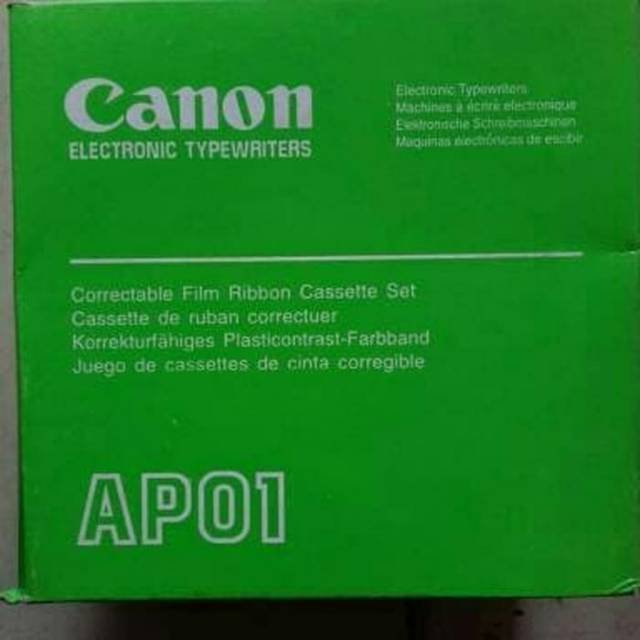 Canon
ELECTRONIC TYPEWRITERS
Electronic Typewriters
Machines à écrire electronique
Elektronische Schreibmaschinen
Maquinas electrónicas de escibir
Correctable Film Ribbon Cassette Set
Cassette de ruban correctuer
Korrekturfähiges Plasticontrast-Farbband
Juego de cassettes de cinta corregible
AP01